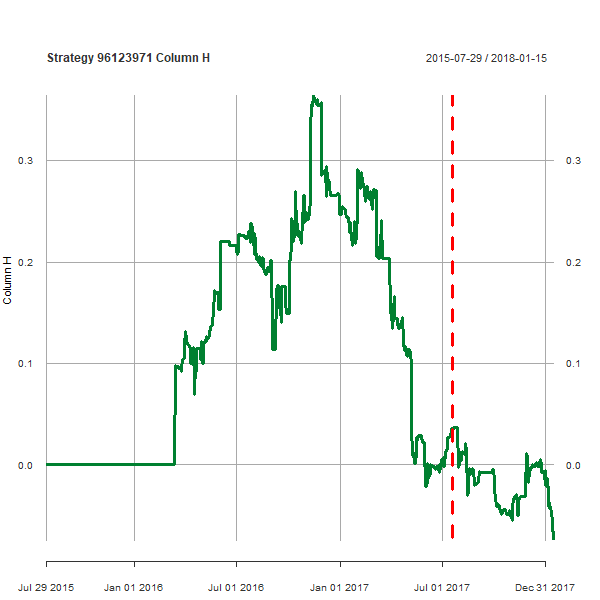 Strategy 96123971 Column H
2015-07-29 / 2018-01-15
Column H
0.3
0.3
0.2
0.2
0.1
0.1
0.0
0.0
Jul 29 2015
Jan 01 2016
Jul 01 2016
Jan 01 2017
Jul 01 2017
Dec 31 2017